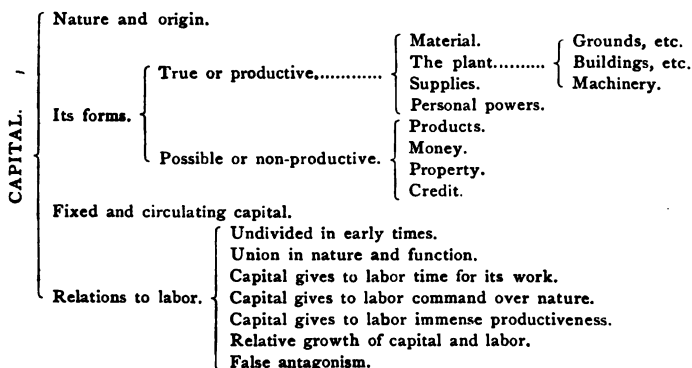 CAPITAL.
Nature and origin.
Its forms.
True or productive.............
Material.
The plant..........
Grounds, etc.
Buildings, etc.
Machinery.
Supplies.
Personal powers.
Possible or non-productive.
Products.
Money.
Property.
Credit.
Fixed and circulating capital.
Relations to labor.
Undivided in early times.
Union in nature and function.
Capital gives to labor time for its work.
Capital gives to labor command over nature.
Capital gives to labor immense productiveness.
Relative growth of capital and labor.
False antagonism.